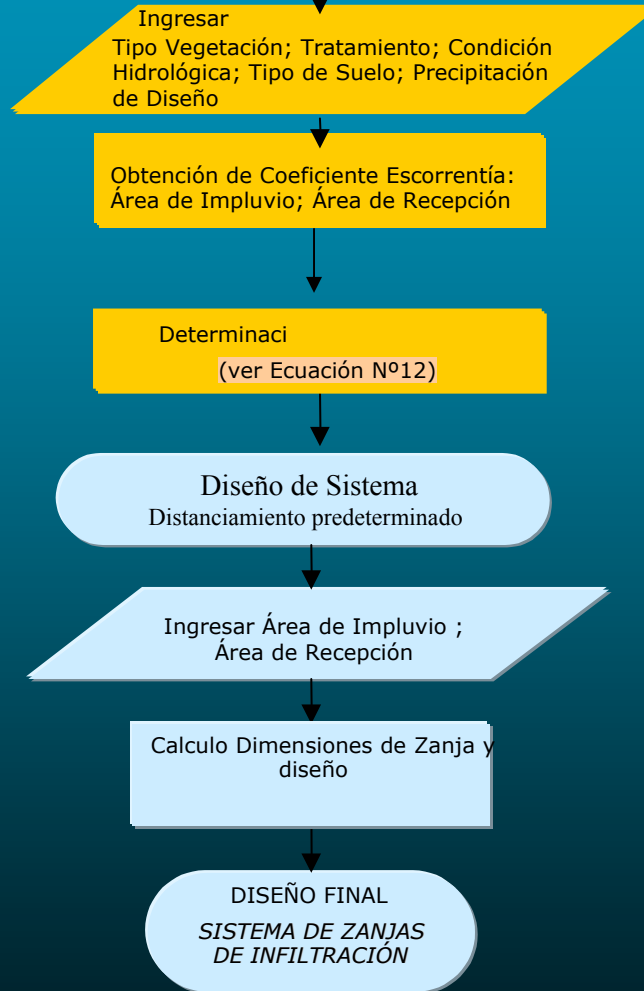 Ingresar
Tipo Vegetación; Tratamiento; Condición
Hidrológica; Tipo de Suelo; Precipitación
de Diseño
Obtención de Coeficiente Escorrentía:
Área de Impluvio; Área de Recepción
Determinaci
(ver Ecuación Nº12)
Diseño de Sistema
Distanciamiento predeterminado
Ingresar Área de Impluvio ;
Área de Recepción
Calculo Dimensiones de Zanja y
diseño
DISEÑO FINAL
SISTEMA DE ZANJAS
DE INFILTRACIÓN